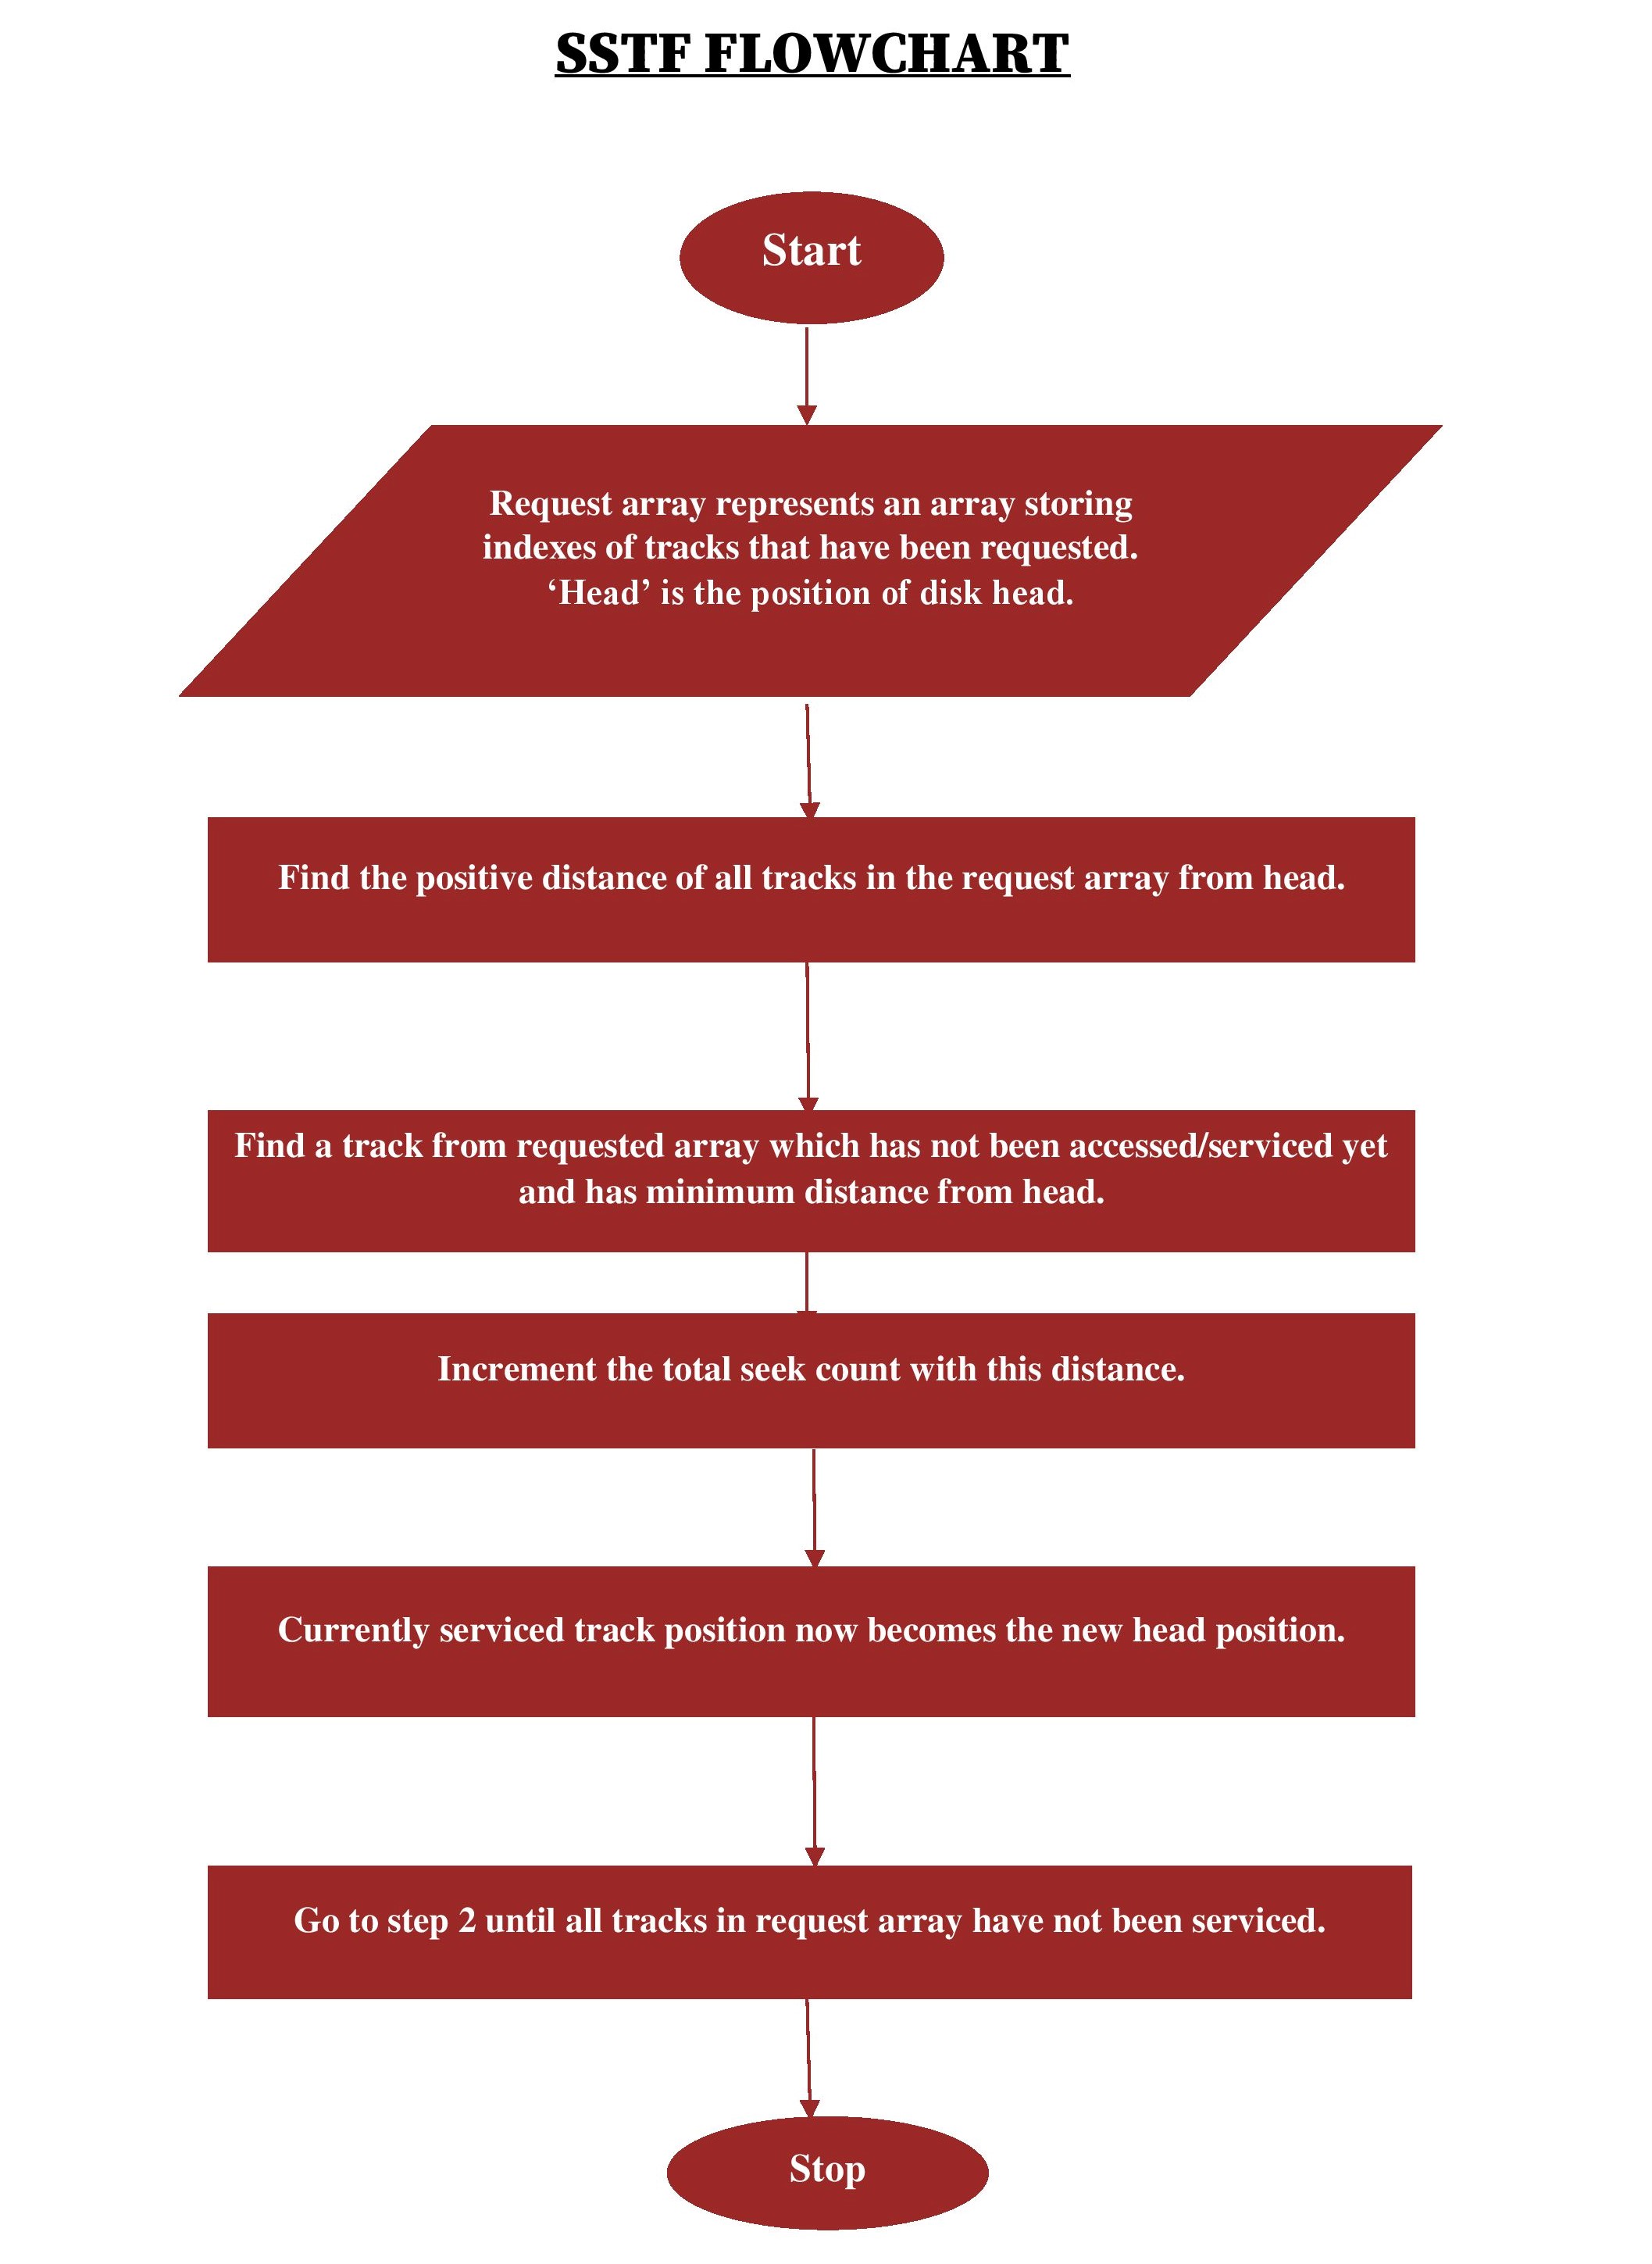 SSTF FLOWCHART
Start
Request array represents an array storing
indexes of tracks that have been requested.
‘Head’ is the position of disk head.
Find the positive distance of all tracks in the request array from head.
Find a track from requested array which has not been accessed/serviced yet
and has minimum distance from head.
Increment the total seek count with this distance.
Currently serviced track position now becomes the new head position.
Go to step 2 until all tracks in request array have not been serviced.
Stop